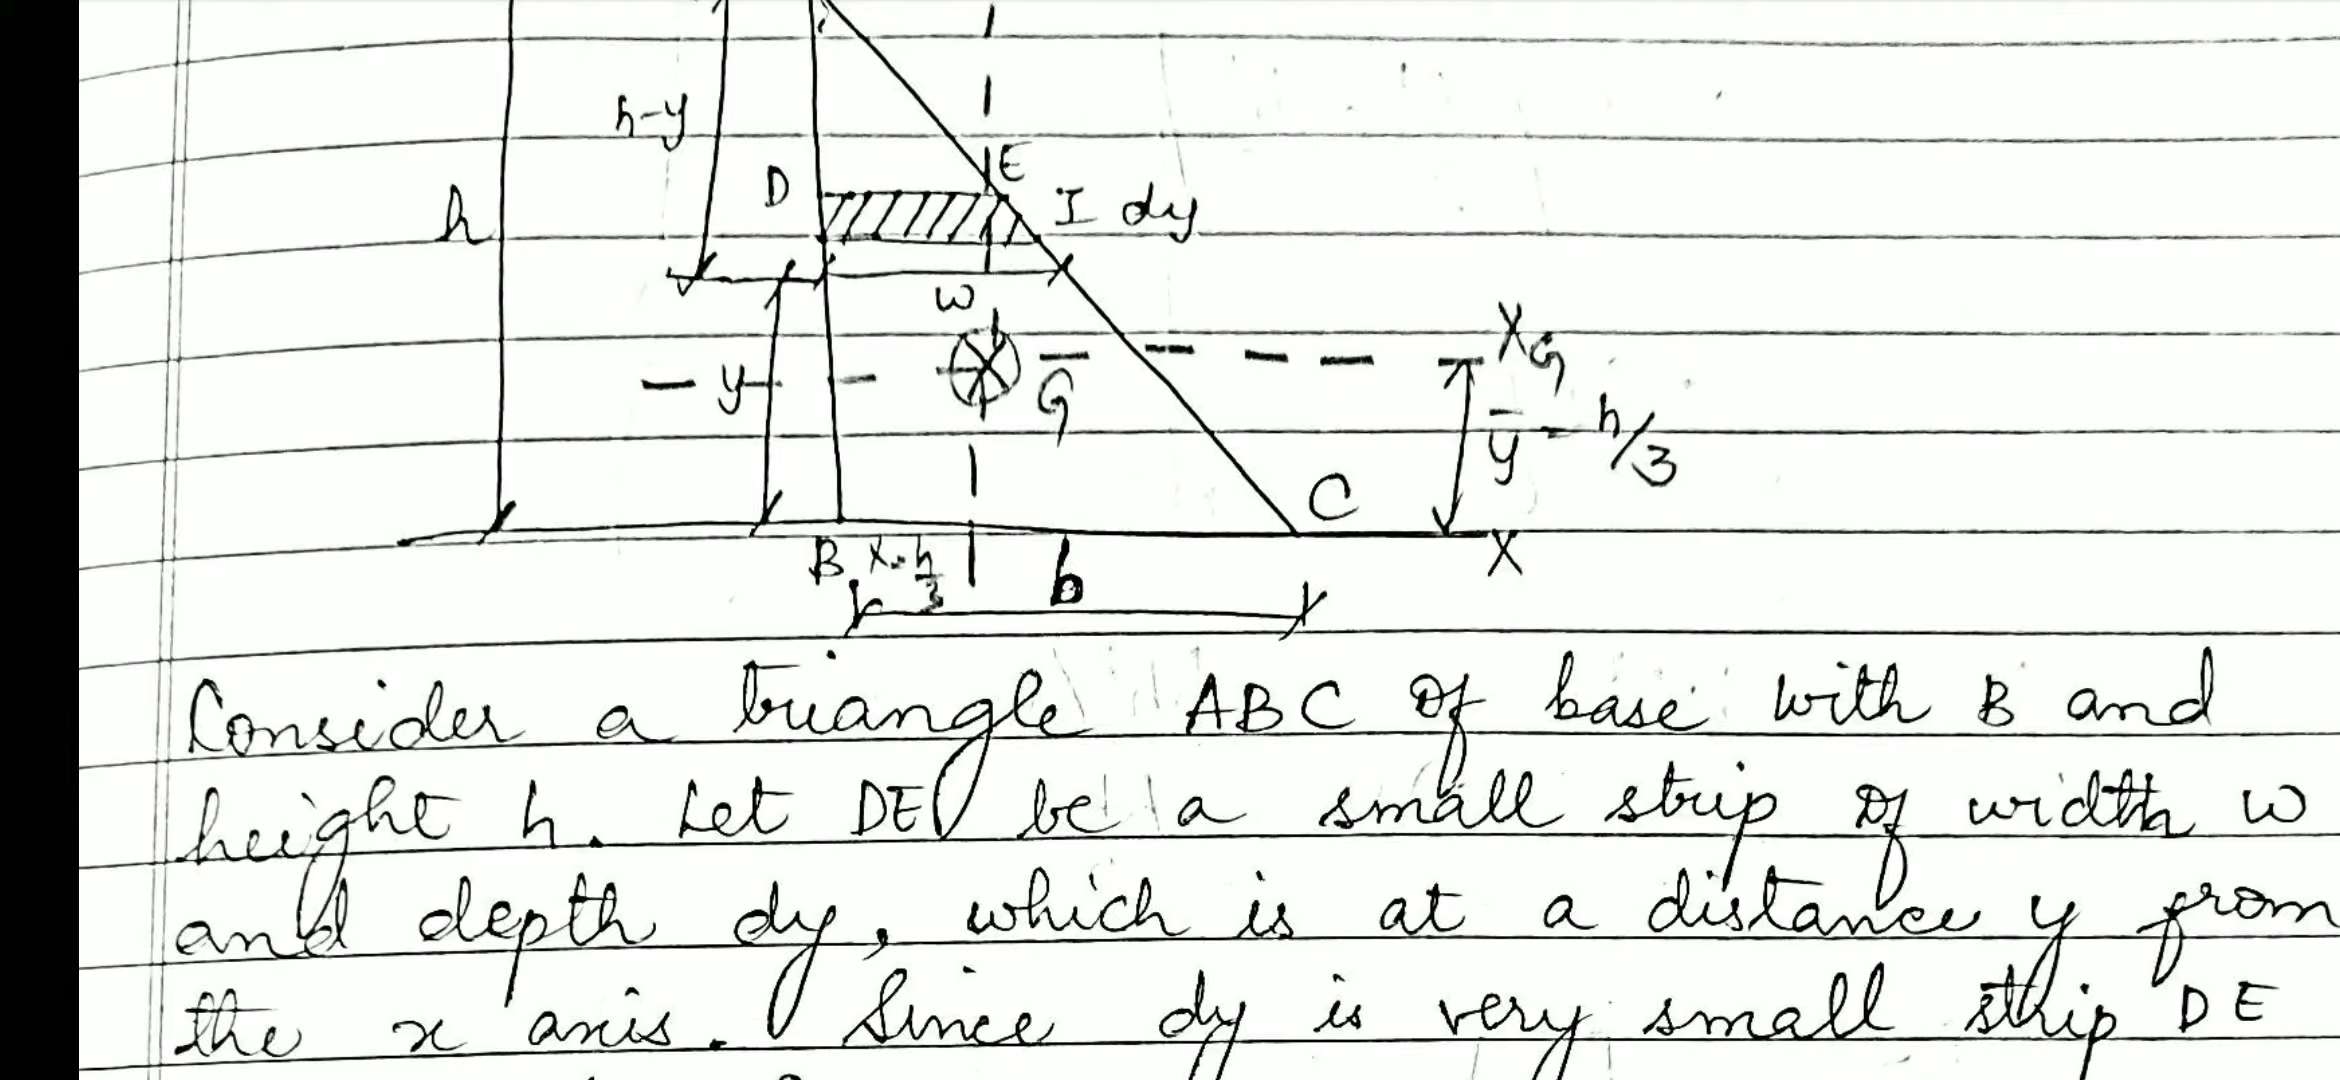 h-y
E
D
I dy
h
w
XG
y
G
y̅ = h/3
C
B x = h/3
b
X
Consider a triangle ABC of base with B and
height h. Let DE be a small strip of width w
and depth dy, which is at a distance y from
the x axis. Since dy is very small strip DE